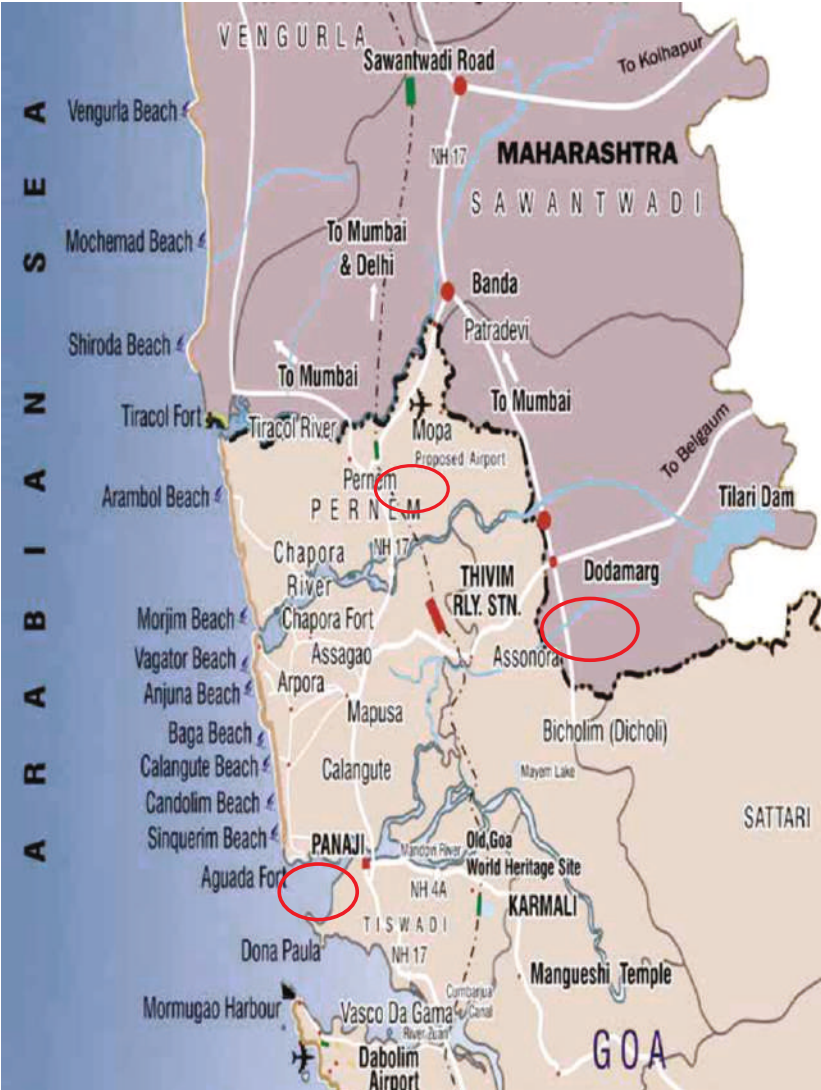 VENGURLA
Sawantwadi Road
To Kolhapur
Vengurla Beach
NH 17
MAHARASHTRA
SAWANTWADI
Mochemad Beach
To Mumbai
& Delhi
Banda
Patradevi
Shiroda Beach
To Mumbai
To Mumbai
Tiracol Fort
Tiracol River
Mopa
Proposed Airport
To Belgaum
Pernem
Arambol Beach
PERNEM
Tilari Dam
Chapora
River
NH 17
THIVIM
RLY. STN.
Dodamarg
Morjim Beach
Chapora Fort
Vagator Beach
Assagao
Assonora
Anjuna Beach
Arpora
Mapusa
Baga Beach
Bicholim (Dicholi)
Calangute Beach
Calangute
Mayem Lake
Candolim Beach
SATTARI
Sinquerim Beach
PANAJI
Mandovi River
Old Goa
World Heritage Site
Aguada Fort
NH 4A
KARMALI
TISWADI
Dona Paula
NH 17
Mangueshi Temple
Mormugao Harbour
Cumbarjua
Canal
Vasco Da Gama
River Zuari
GOA
Dabolim
Airport
ARABIAN SEA